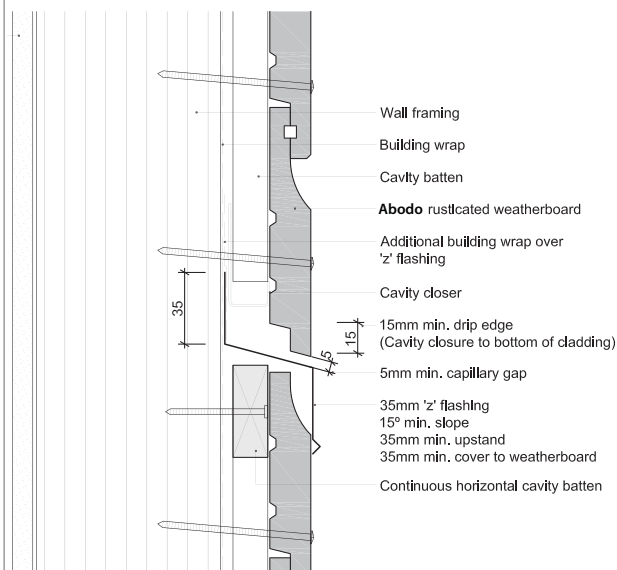 Wall framing
Building wrap
Cavity batten
Abodo rusticated weatherboard
Additional building wrap over
'z' flashing
Cavity closer
35
15
15mm min. drip edge
(Cavity closure to bottom of cladding)
5
5mm min. capillary gap
35mm 'z' flashing
15º min. slope
35mm min. upstand
35mm min. cover to weatherboard
Continuous horizontal cavity batten